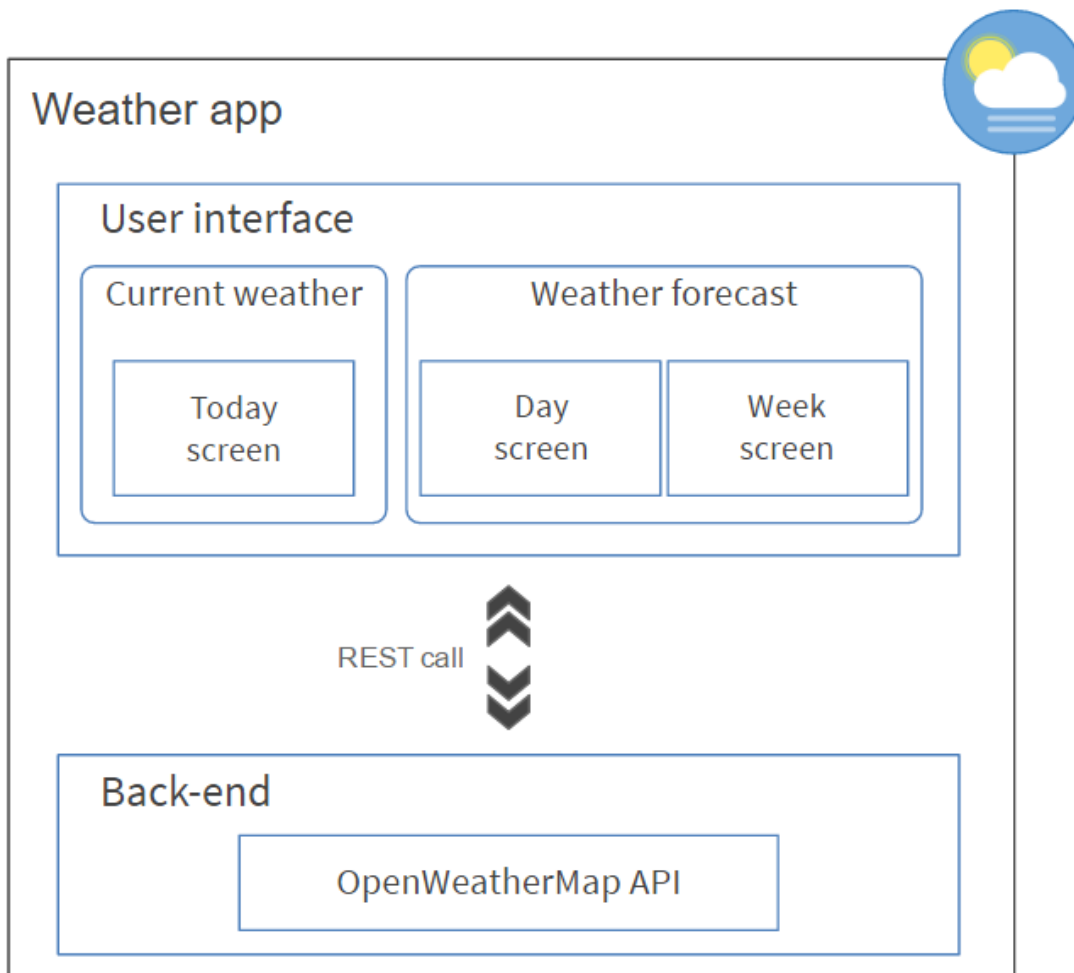 Weather app
User interface
Current weather
Weather forecast
Today
screen
Day
screen
Week
screen
REST call
Back-end
OpenWeatherMap API